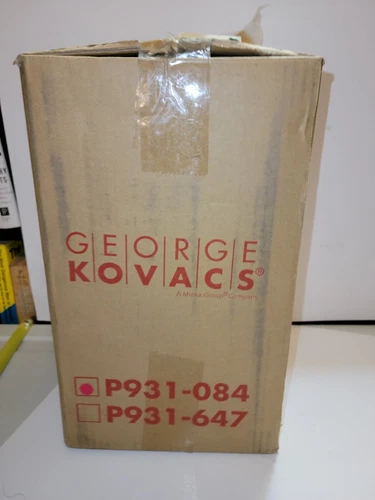 GEORGE
KOVACS®
A Minka Group® Company
P931-084
P931-647